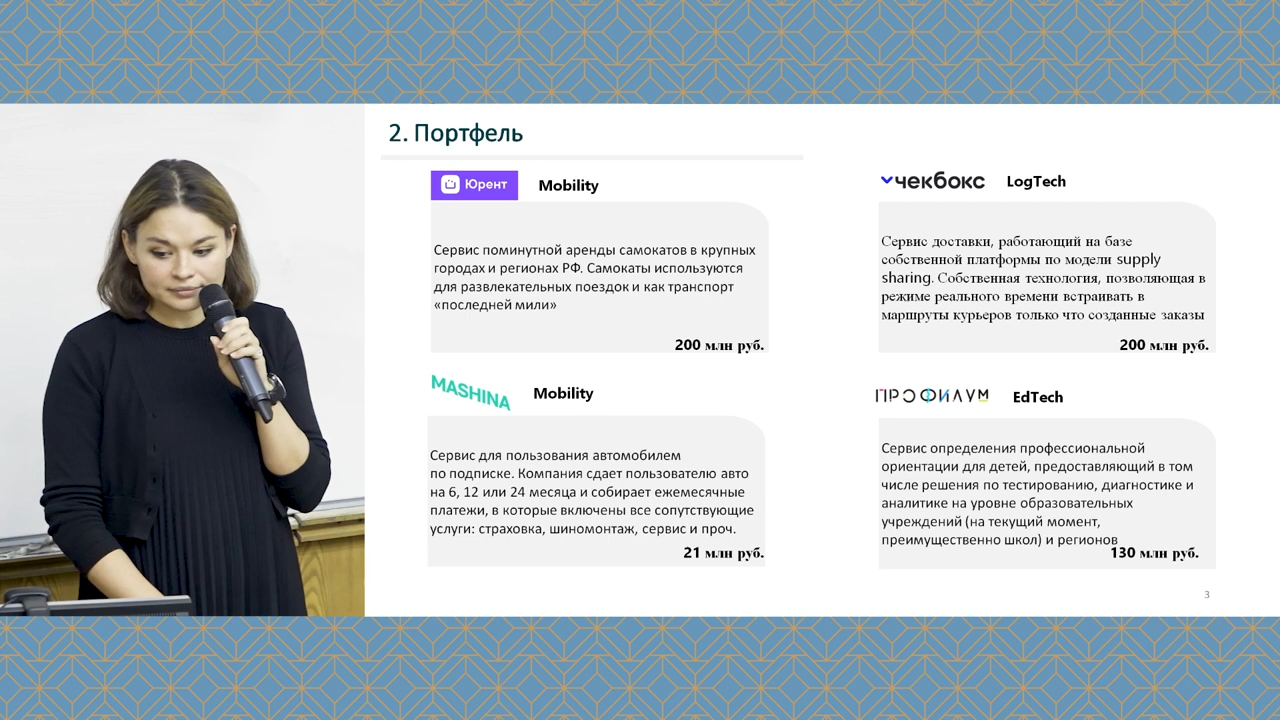 2. Портфель
Юрент
Mobility
Сервис поминутной аренды самокатов в крупных
городах и регионах РФ. Самокаты используются
для развлекательных поездок и как транспорт
«последней мили»
200 млн руб.
чекбокс
LogTech
Сервис доставки, работающий на базе
собственной платформы по модели supply
sharing. Собственная технология, позволяющая в
режиме реального времени встраивать в
маршруты курьеров только что созданные заказы
200 млн руб.
MASHINA
Mobility
Сервис для пользования автомобилем
по подписке. Компания сдает пользователю авто
на 6, 12 или 24 месяца и собирает ежемесячные
платежи, в которые включены все сопутствующие
услуги: страховка, шиномонтаж, сервис и проч.
21 млн руб.
ПРОФИЛУМ
EdTech
Сервис определения профессиональной
ориентации для детей, предоставляющий в том
числе решения по тестированию, диагностике и
аналитике на уровне образовательных
учреждений (на текущий момент,
преимущественно школ) и регионов
130 млн руб.
3